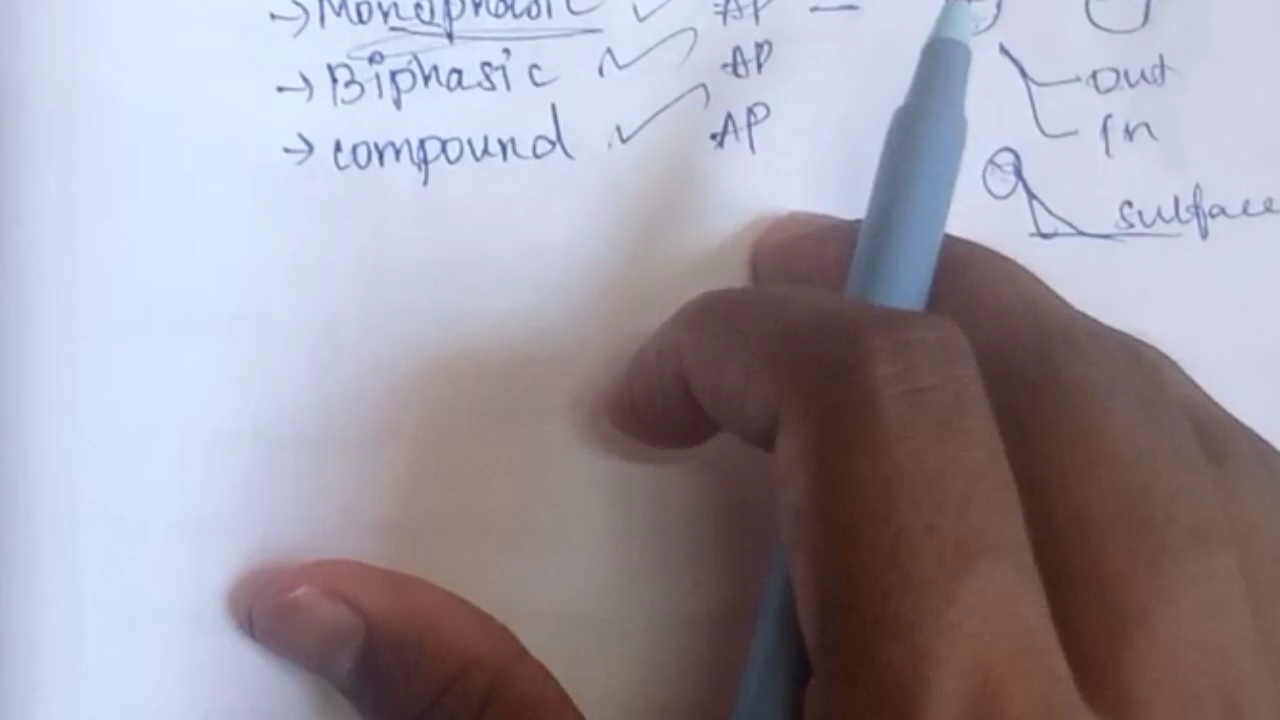 → Monophasic ✓ AP —
→ Biphasic ✓ AP
out
→ compound ✓ AP
In
surface